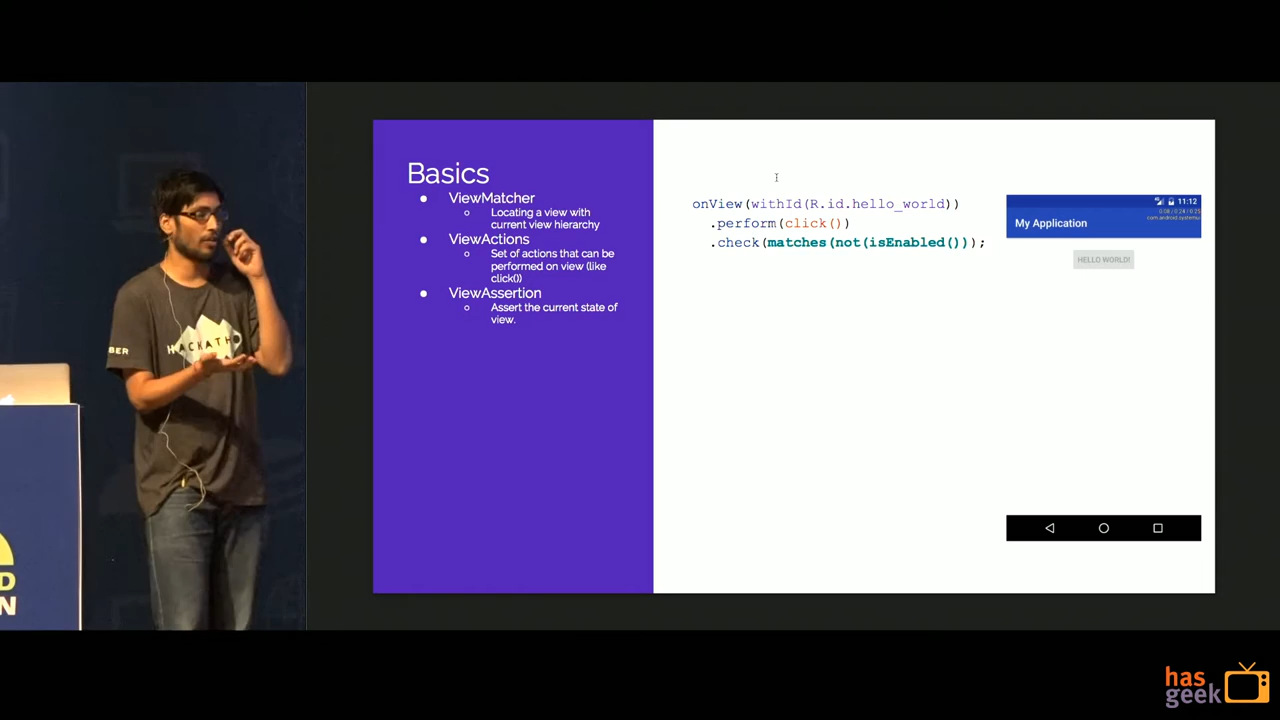 Basics
● ViewMatcher
○ Locating a view with
current view hierarchy
● ViewActions
○ Set of actions that can be
performed on view (like
click())
● ViewAssertion
○ Assert the current state of
view.
onView(withId(R.id.hello_world))
.perform(click())
.check(matches(not(isEnabled()));
11:12
My Application
HELLO WORLD!
BER
HACKATHO
D
N
has
geek